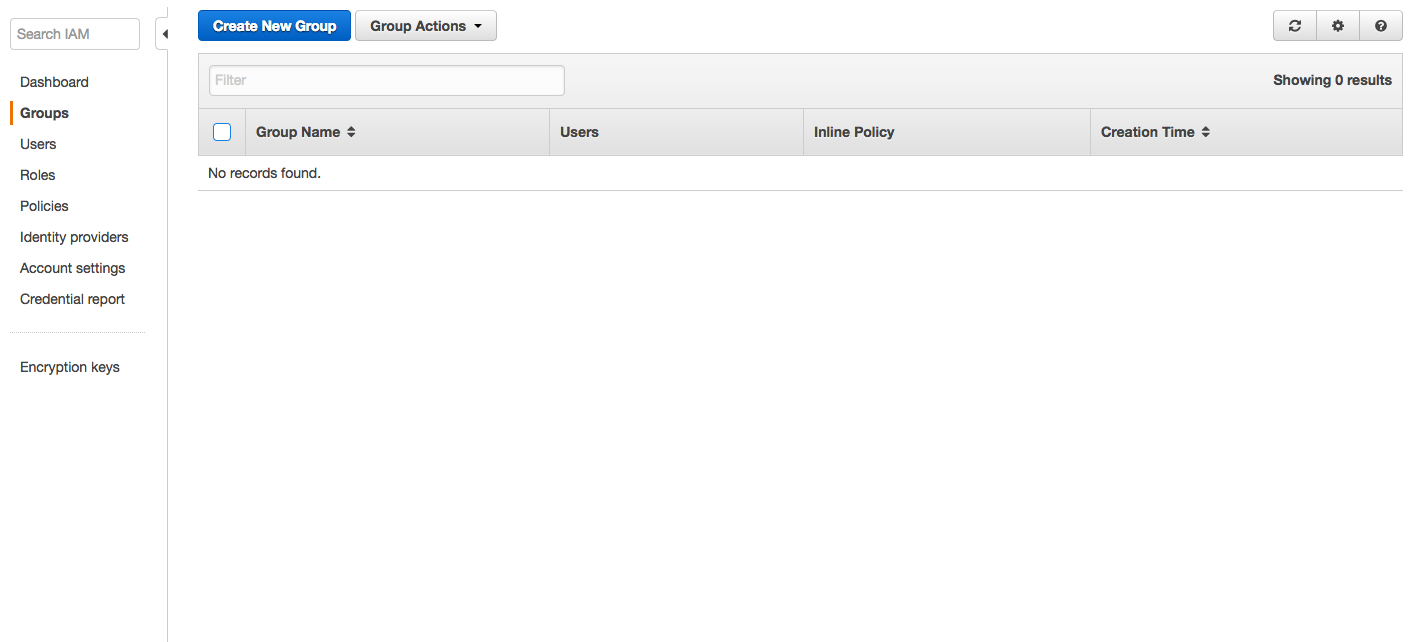 Search IAM
Dashboard
Groups
Users
Roles
Policies
Identity providers
Account settings
Credential report
Encryption keys
Create New Group
Group Actions
Filter
Showing 0 results
Group Name
Users
Inline Policy
Creation Time
No records found.